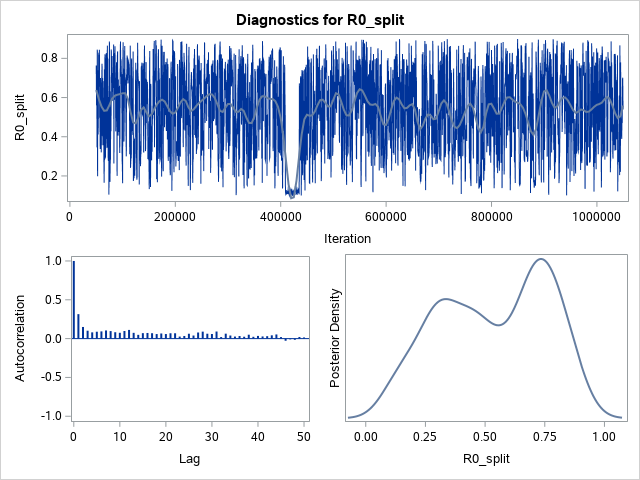 Diagnostics for R0_split
R0_split
0.8
0.6
0.4
0.2
0 200000 400000 600000 800000 1000000
Iteration
Autocorrelation
1.0
0.5
0.0
-0.5
-1.0
0 10 20 30 40 50
Lag
Posterior Density
0.00 0.25 0.50 0.75 1.00
R0_split